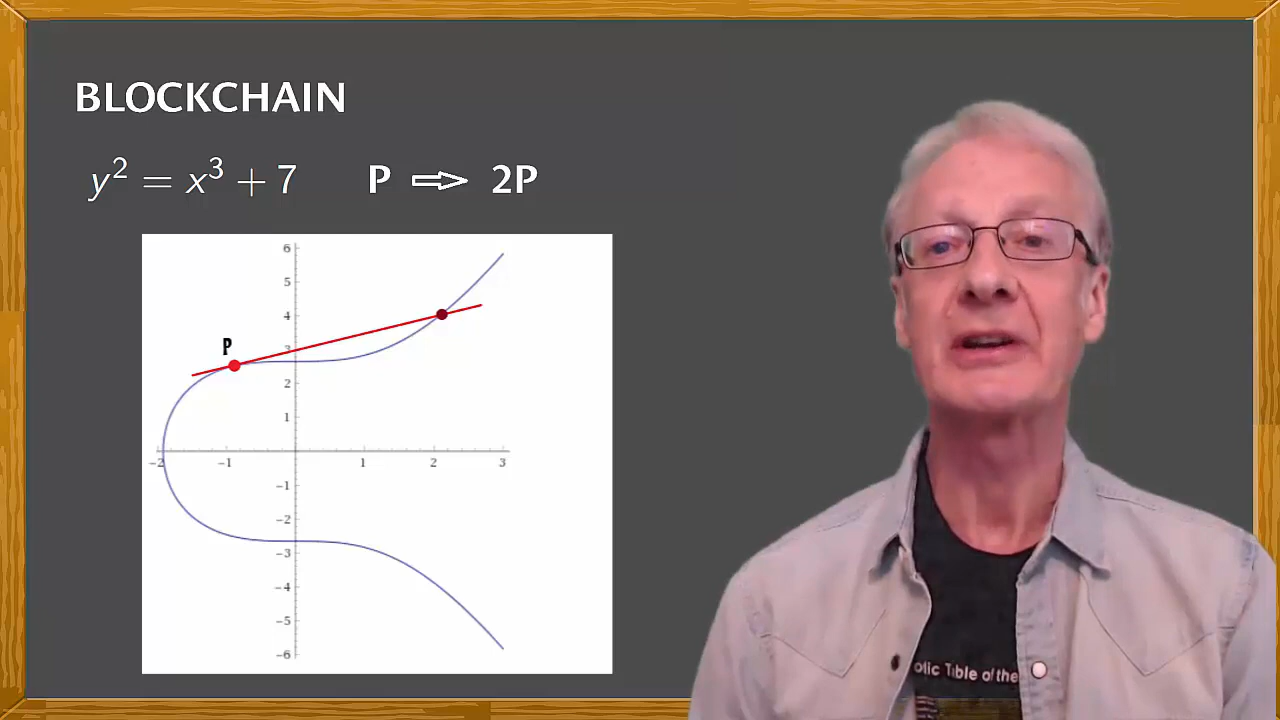 BLOCKCHAIN
y² = x³ + 7 P ⇨ 2P
6
5
4
P
3
2
1
-2 -1 1 2 3
-1
-2
-3
-4
-5
-6
Table of the